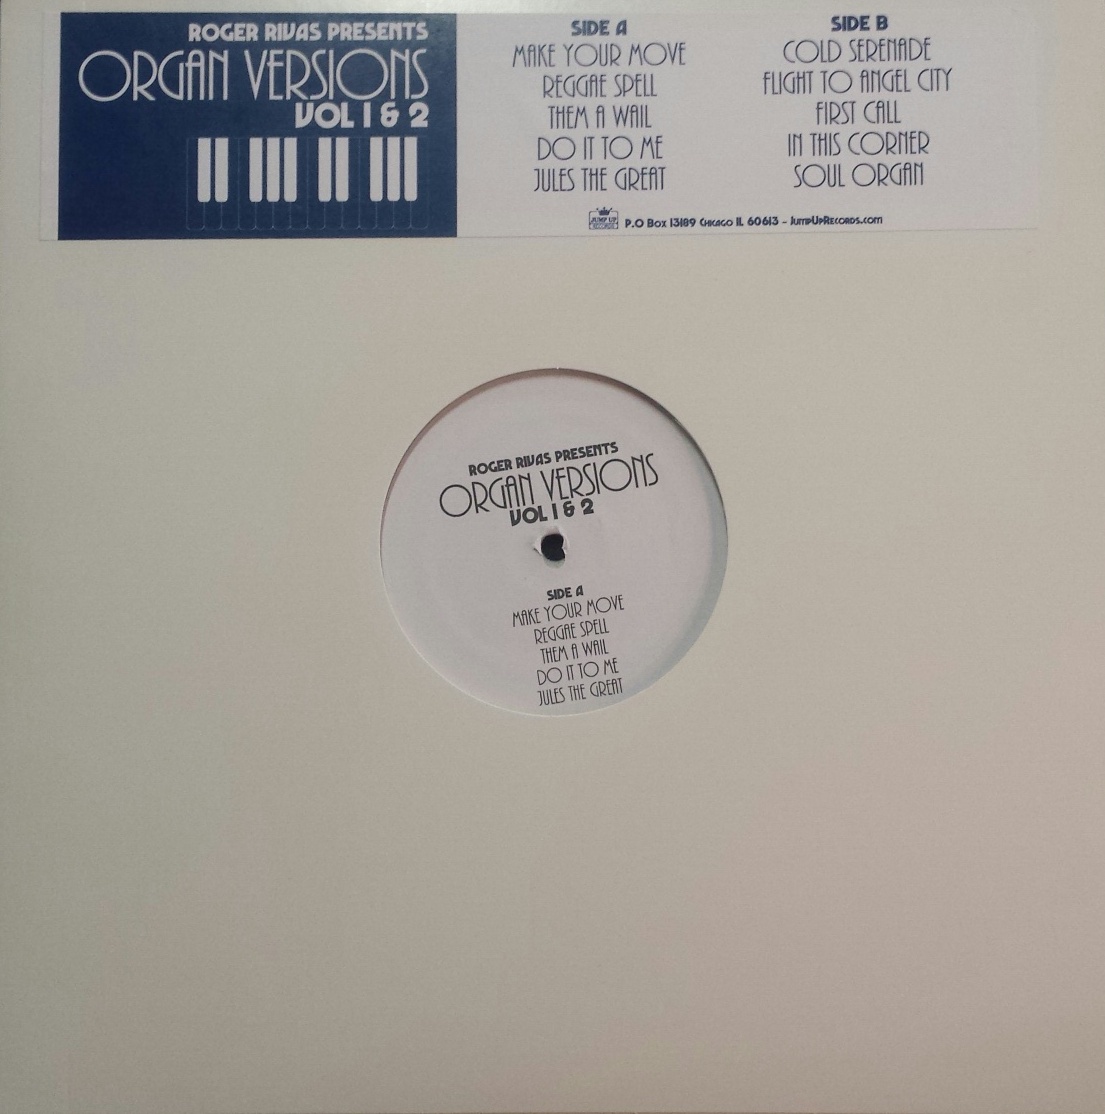 ROGER RIVAS PRESENTS
ORGAN VERSIONS
VOL 1 & 2
SIDE A
MAKE YOUR MOVE
REGGAE SPELL
THEM A WAIL
DO IT TO ME
JULES THE GREAT
SIDE B
COLD SERENADE
FLIGHT TO ANGEL CITY
FIRST CALL
IN THIS CORNER
SOUL ORGAN
JUMP UP
RECORDS
P.O BOX 13189 CHICAGO IL 60613 - JUMPUPRECORDS.COM
ROGER RIVAS PRESENTS
ORGAN VERSIONS
VOL 1 & 2
SIDE A
MAKE YOUR MOVE
REGGAE SPELL
THEM A WAIL
DO IT TO ME
JULES THE GREAT